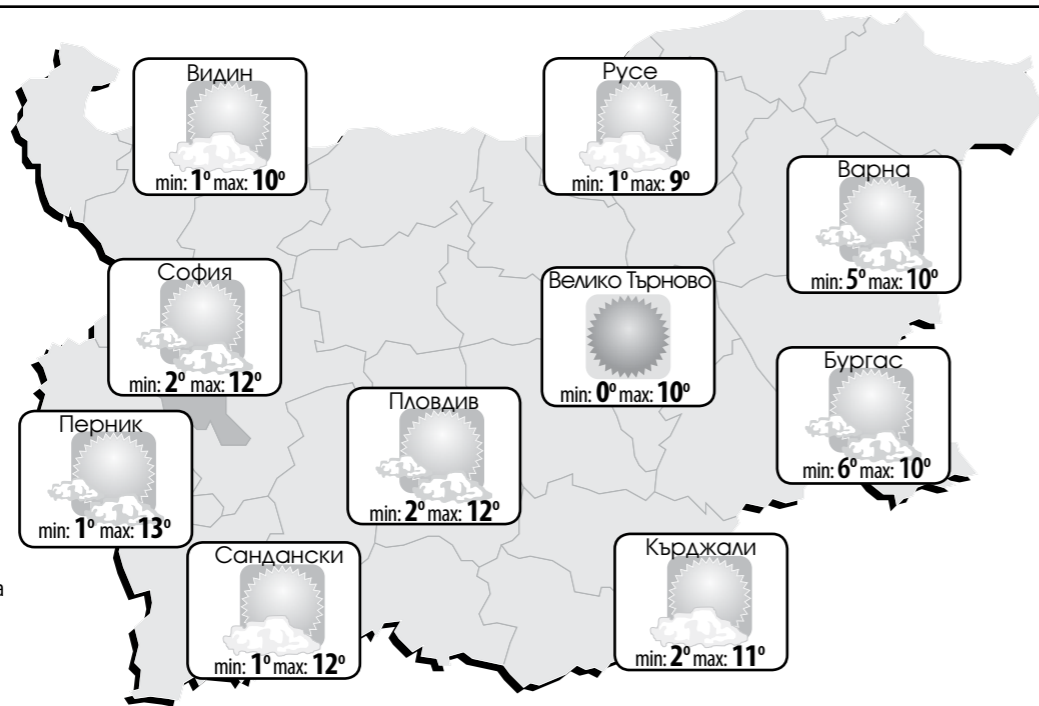 Видин
min: 1° max: 10°
Русе
min: 1° max: 9°
Варна
min: 5° max: 10°
София
min: 2° max: 12°
Велико Търново
min: 0° max: 10°
Бургас
min: 6° max: 10°
Пловдив
min: 2° max: 12°
Перник
min: 1° max: 13°
Сандански
min: 1° max: 12°
Кърджали
min: 2° max: 11°
а